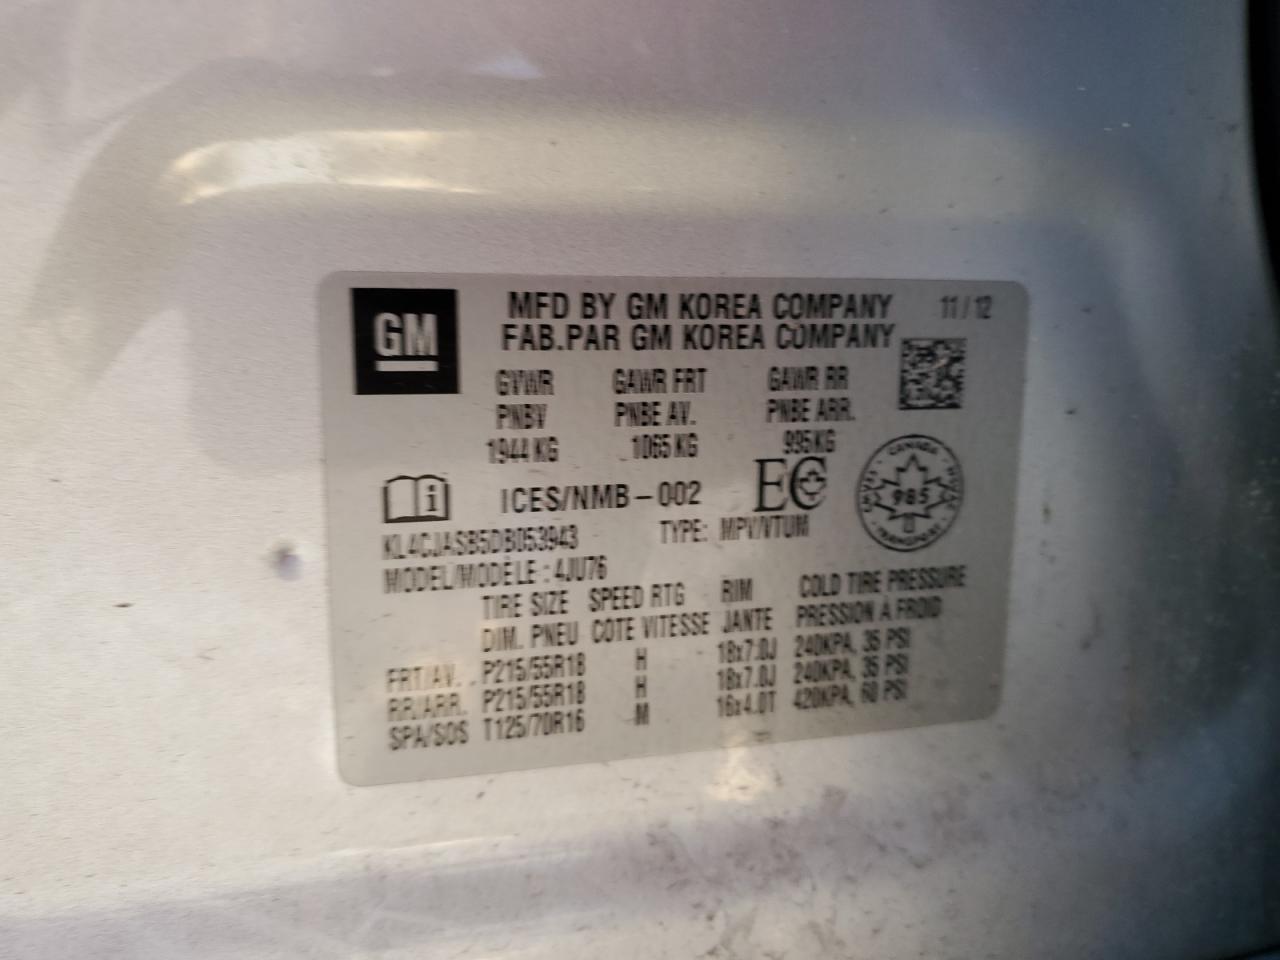 GM
MFD BY GM KOREA COMPANY 11/12
FAB.PAR GM KOREA COMPANY
GVWR GAWR FRT GAWR RR
PNBV PNBE AV. PNBE ARR.
1944 KG 1065 KG 995KG
i ICES/NMB-002 EC
CANADA
985
TRANSPORT
KL4CJASB5DB053943 TYPE: MPV/VTUM
MODEL/MODÈLE : 4JU76
TIRE SIZE SPEED RTG RIM COLD TIRE PRESSURE
DIM. PNEU COTE VITESSE JANTE PRESSION À FROID
FRT/AV. P215/55R18 H 18x7.0J 240KPA, 35 PSI
RR/ARR. P215/55R18 H 18x7.0J 240KPA, 35 PSI
SPA/SOS T125/70R16 M 16x4.0T 420KPA, 60 PSI